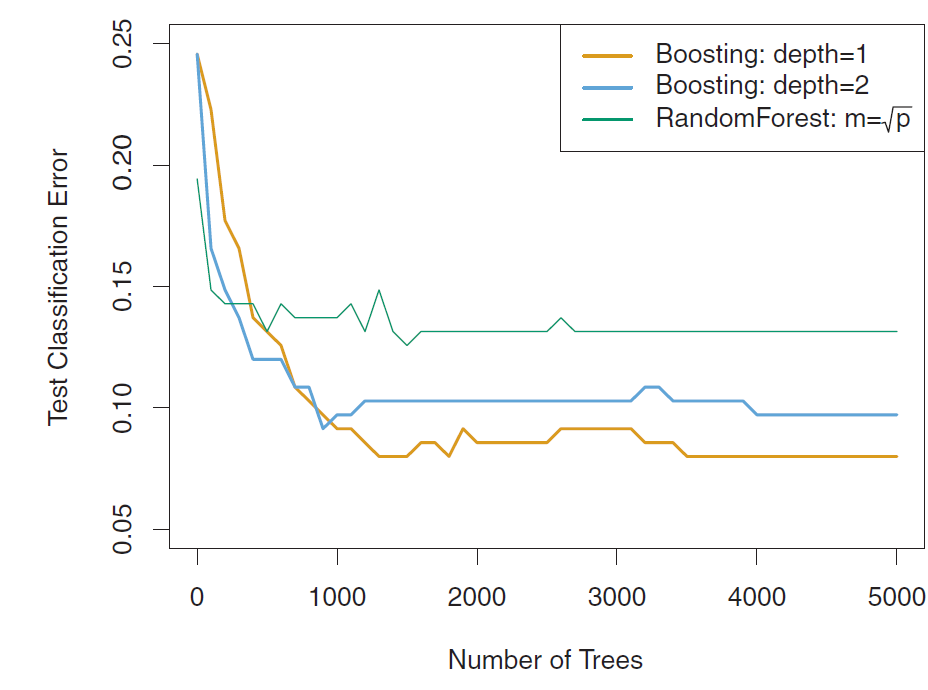 Boosting: depth=1
Boosting: depth=2
RandomForest: m=√p
Test Classification Error
0.25
0.20
0.15
0.10
0.05
0 1000 2000 3000 4000 5000
Number of Trees